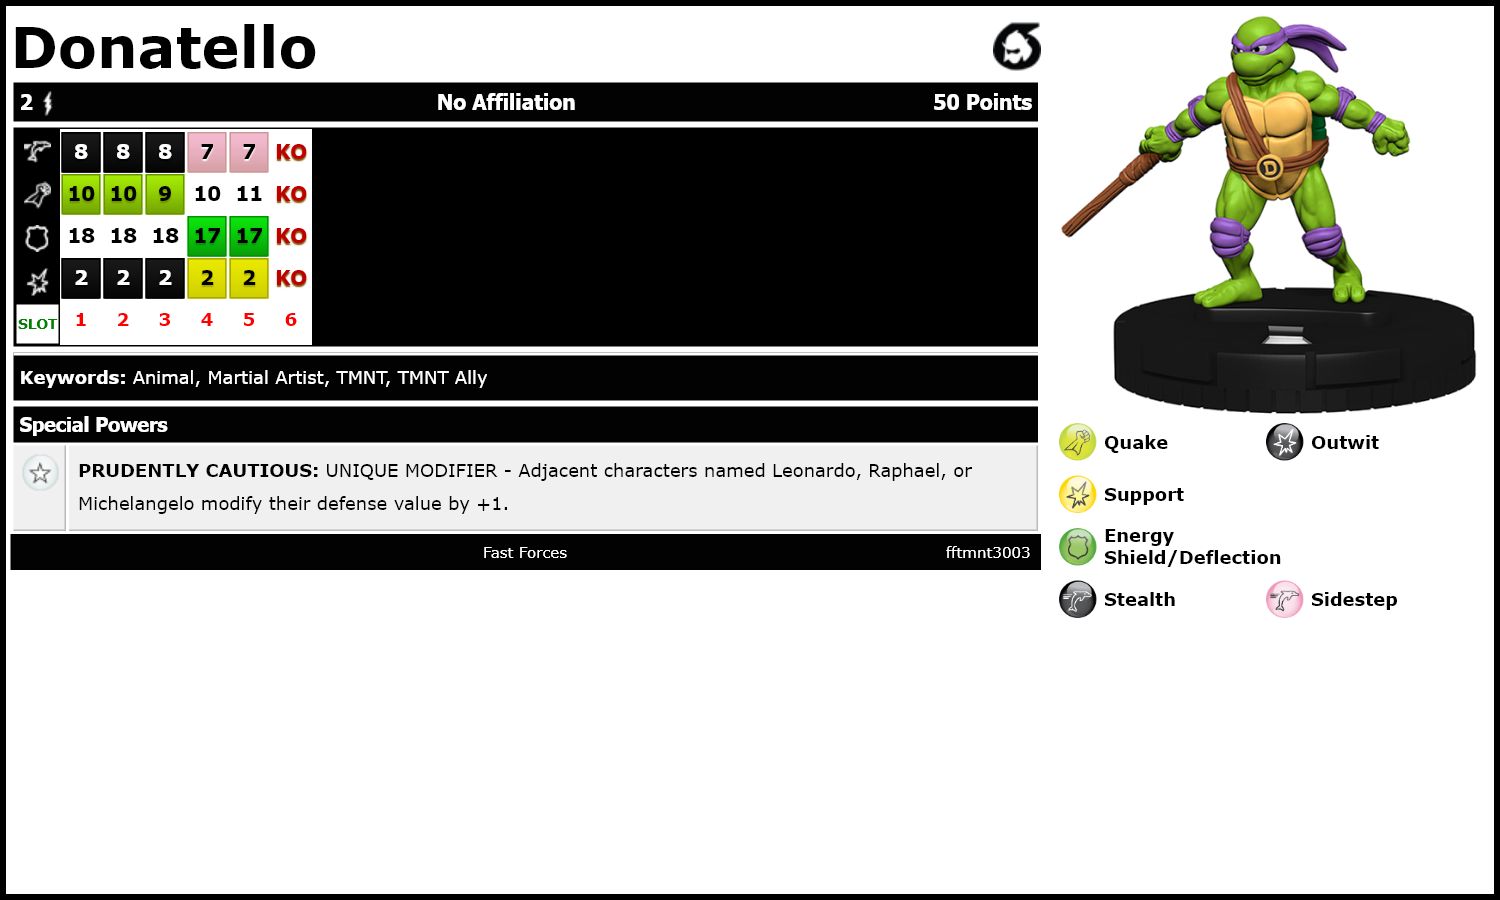 Donatello
2 No Affiliation 50 Points
8 8 8 7 7 KO
10 10 9 10 11 KO
18 18 18 17 17 KO
2 2 2 2 2 KO
SLOT 1 2 3 4 5 6
Keywords: Animal, Martial Artist, TMNT, TMNT Ally
Special Powers
PRUDENTLY CAUTIOUS: UNIQUE MODIFIER - Adjacent characters named Leonardo, Raphael, or
Michelangelo modify their defense value by +1.
Fast Forces fftmnt3003
D
Quake Outwit
Support
Energy
Shield/Deflection
Stealth Sidestep